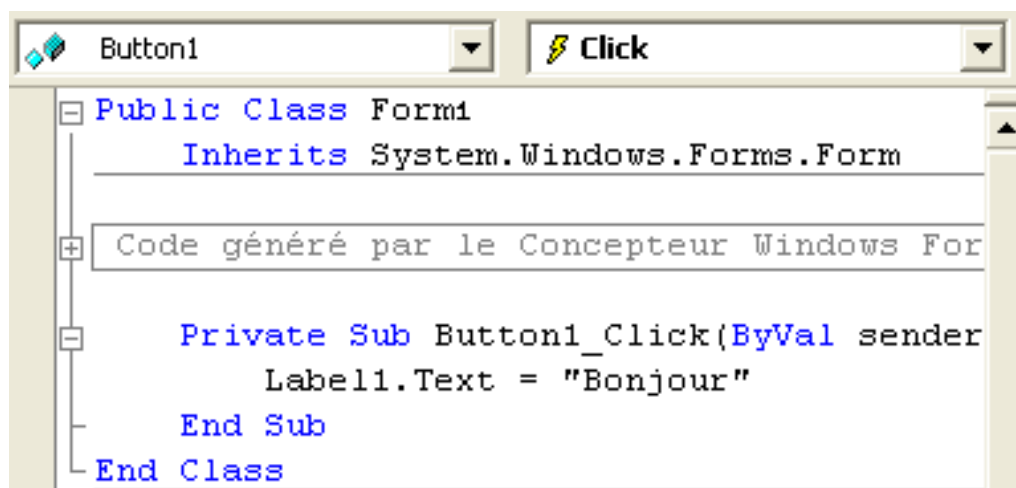 Button1 Click
Public Class Form1
Inherits System.Windows.Forms.Form
Code généré par le Concepteur Windows For
Private Sub Button1_Click(ByVal sender
Label1.Text = "Bonjour"
End Sub
End Class